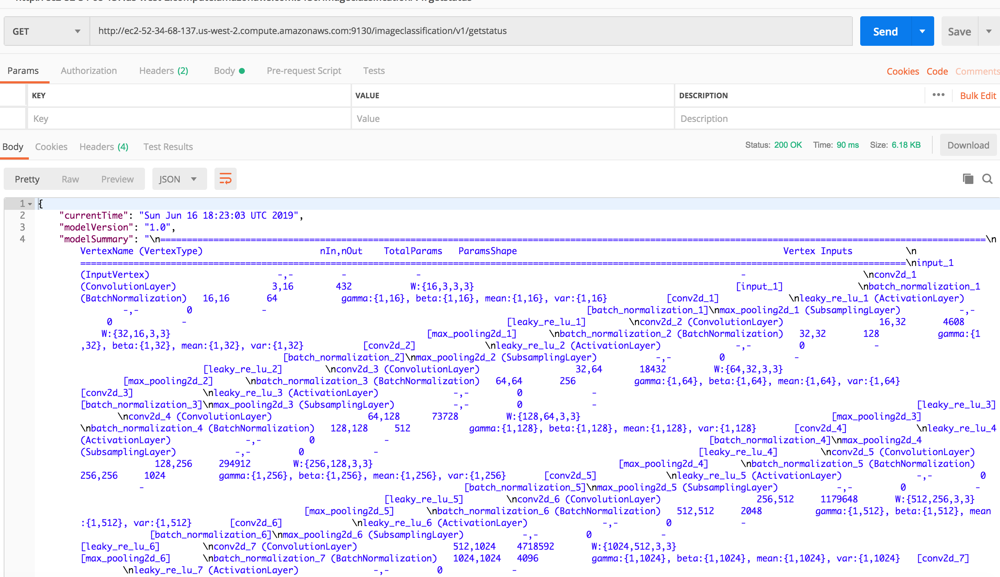 http://ec2-52-34-68-137.us-west-2.compute.amazonaws.com:9130/imageclassification/v1/getstatus
GET http://ec2-52-34-68-137.us-west-2.compute.amazonaws.com:9130/imageclassification/v1/getstatus Send Save
Params Authorization Headers (2) Body Pre-request Script Tests Cookies Code Comments
KEY VALUE DESCRIPTION ••• Bulk Edit
Key Value Description
Body Cookies Headers (4) Test Results Status: 200 OK Time: 90 ms Size: 6.18 KB Download
Pretty Raw Preview JSON
1 {
2 "currentTime": "Sun Jun 16 18:23:03 UTC 2019",
3 "modelVersion": "1.0",
4 "modelSummary": "\n=================================================================================================================================================================\n
VertexName (VertexType) nIn,nOut TotalParams ParamsShape Vertex Inputs \n
=================================================================================================================================================================\ninput_1
(InputVertex) -,- - - - \nconv2d_1
(ConvolutionLayer) 3,16 432 W:{16,3,3,3} [input_1] \nbatch_normalization_1
(BatchNormalization) 16,16 64 gamma:{1,16}, beta:{1,16}, mean:{1,16}, var:{1,16} [conv2d_1] \nleaky_re_lu_1 (ActivationLayer)
-,- 0 - [batch_normalization_1]\nmax_pooling2d_1 (SubsamplingLayer) -,-
0 - [leaky_re_lu_1] \nconv2d_2 (ConvolutionLayer) 16,32 4608
W:{32,16,3,3} [max_pooling2d_1] \nbatch_normalization_2 (BatchNormalization) 32,32 128 gamma:{1
,32}, beta:{1,32}, mean:{1,32}, var:{1,32} [conv2d_2] \nleaky_re_lu_2 (ActivationLayer) -,- 0 -
[batch_normalization_2]\nmax_pooling2d_2 (SubsamplingLayer) -,- 0 -
[leaky_re_lu_2] \nconv2d_3 (ConvolutionLayer) 32,64 18432 W:{64,32,3,3}
[max_pooling2d_2] \nbatch_normalization_3 (BatchNormalization) 64,64 256 gamma:{1,64}, beta:{1,64}, mean:{1,64}, var:{1,64}
[conv2d_3] \nleaky_re_lu_3 (ActivationLayer) -,- 0 -
[batch_normalization_3]\nmax_pooling2d_3 (SubsamplingLayer) -,- 0 - [leaky_re_lu_3]
\nconv2d_4 (ConvolutionLayer) 64,128 73728 W:{128,64,3,3} [max_pooling2d_3]
\nbatch_normalization_4 (BatchNormalization) 128,128 512 gamma:{1,128}, beta:{1,128}, mean:{1,128}, var:{1,128} [conv2d_4] \nleaky_re_lu_4
(ActivationLayer) -,- 0 - [batch_normalization_4]\nmax_pooling2d_4
(SubsamplingLayer) -,- 0 - [leaky_re_lu_4] \nconv2d_5 (ConvolutionLayer)
128,256 294912 W:{256,128,3,3} [max_pooling2d_4] \nbatch_normalization_5 (BatchNormalization)
256,256 1024 gamma:{1,256}, beta:{1,256}, mean:{1,256}, var:{1,256} [conv2d_5] \nleaky_re_lu_5 (ActivationLayer) -,- 0
- [batch_normalization_5]\nmax_pooling2d_5 (SubsamplingLayer) -,- 0 -
[leaky_re_lu_5] \nconv2d_6 (ConvolutionLayer) 256,512 1179648 W:{512,256,3,3}
[max_pooling2d_5] \nbatch_normalization_6 (BatchNormalization) 512,512 2048 gamma:{1,512}, beta:{1,512}, mean
:{1,512}, var:{1,512} [conv2d_6] \nleaky_re_lu_6 (ActivationLayer) -,- 0 -
[batch_normalization_6]\nmax_pooling2d_6 (SubsamplingLayer) -,- 0 -
[leaky_re_lu_6] \nconv2d_7 (ConvolutionLayer) 512,1024 4718592 W:{1024,512,3,3}
[max_pooling2d_6] \nbatch_normalization_7 (BatchNormalization) 1024,1024 4096 gamma:{1,1024}, beta:{1,1024}, mean:{1,1024}, var:{1,1024} [conv2d_7]
\nleaky_re_lu_7 (ActivationLayer) -,- 0 -